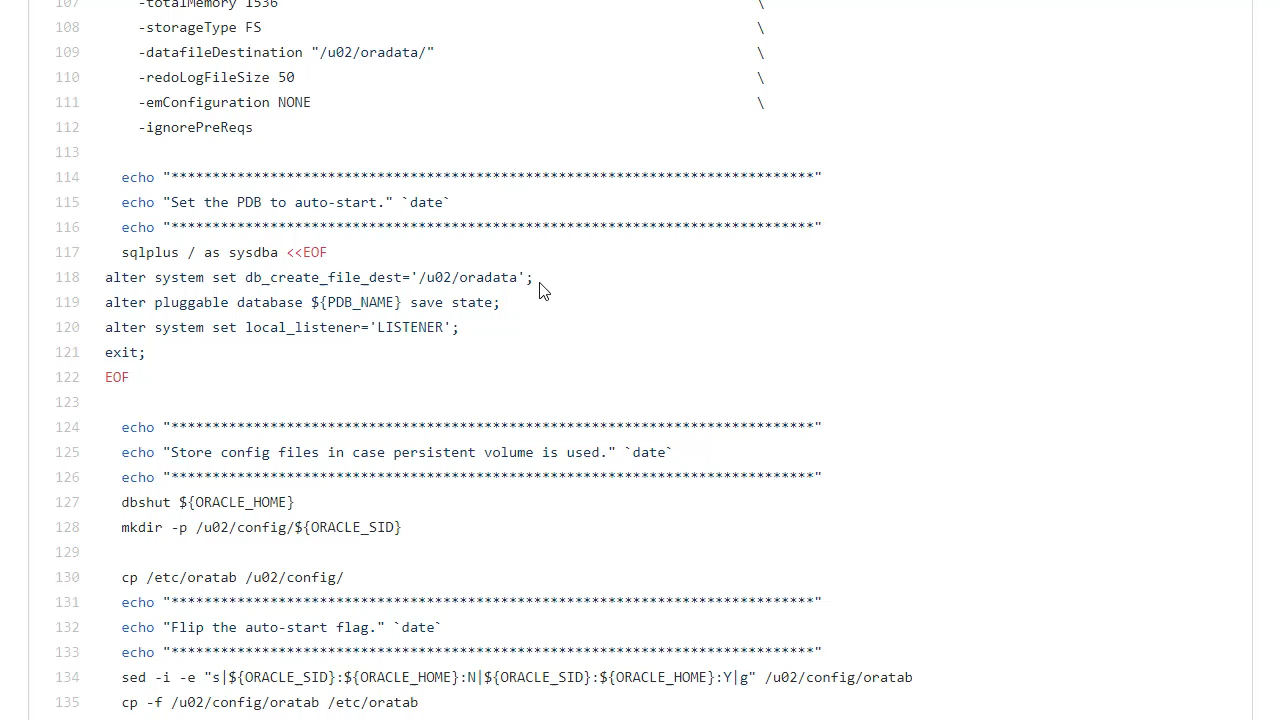 107 -totalMemory 1536 \
108 -storageType FS \
109 -datafileDestination "/u02/oradata/" \
110 -redoLogFileSize 50 \
111 -emConfiguration NONE \
112 -ignorePreReqs
113
114 echo "******************************************************************************"
115 echo "Set the PDB to auto-start." `date`
116 echo "******************************************************************************"
117 sqlplus / as sysdba <<EOF
118 alter system set db_create_file_dest='/u02/oradata';
119 alter pluggable database ${PDB_NAME} save state;
120 alter system set local_listener='LISTENER';
121 exit;
122 EOF
123
124 echo "******************************************************************************"
125 echo "Store config files in case persistent volume is used." `date`
126 echo "******************************************************************************"
127 dbshut ${ORACLE_HOME}
128 mkdir -p /u02/config/${ORACLE_SID}
129
130 cp /etc/oratab /u02/config/
131 echo "******************************************************************************"
132 echo "Flip the auto-start flag." `date`
133 echo "******************************************************************************"
134 sed -i -e "s|${ORACLE_SID}:${ORACLE_HOME}:N|${ORACLE_SID}:${ORACLE_HOME}:Y|g" /u02/config/oratab
135 cp -f /u02/config/oratab /etc/oratab